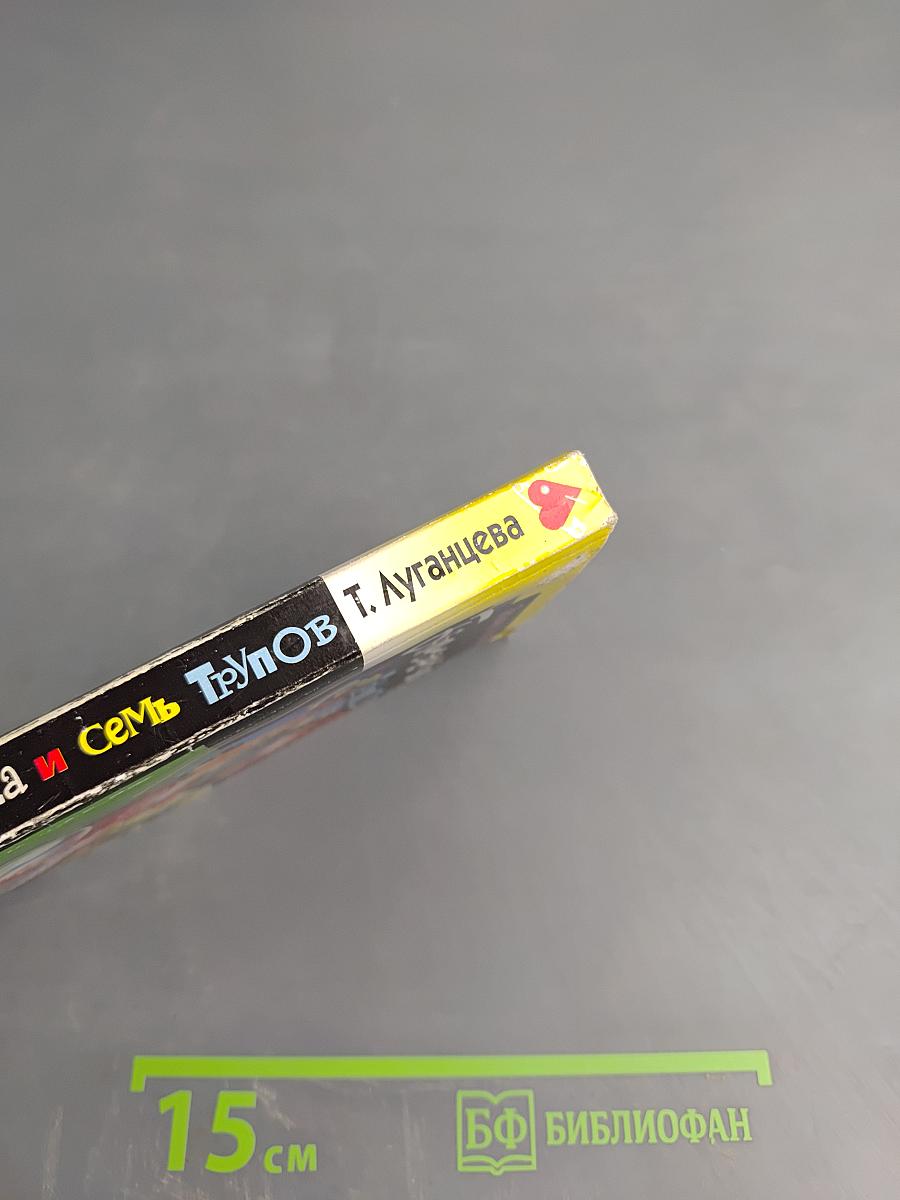 Т. Луганцева
а и семь Трупов
15 см
БФ БИБЛИОФАН